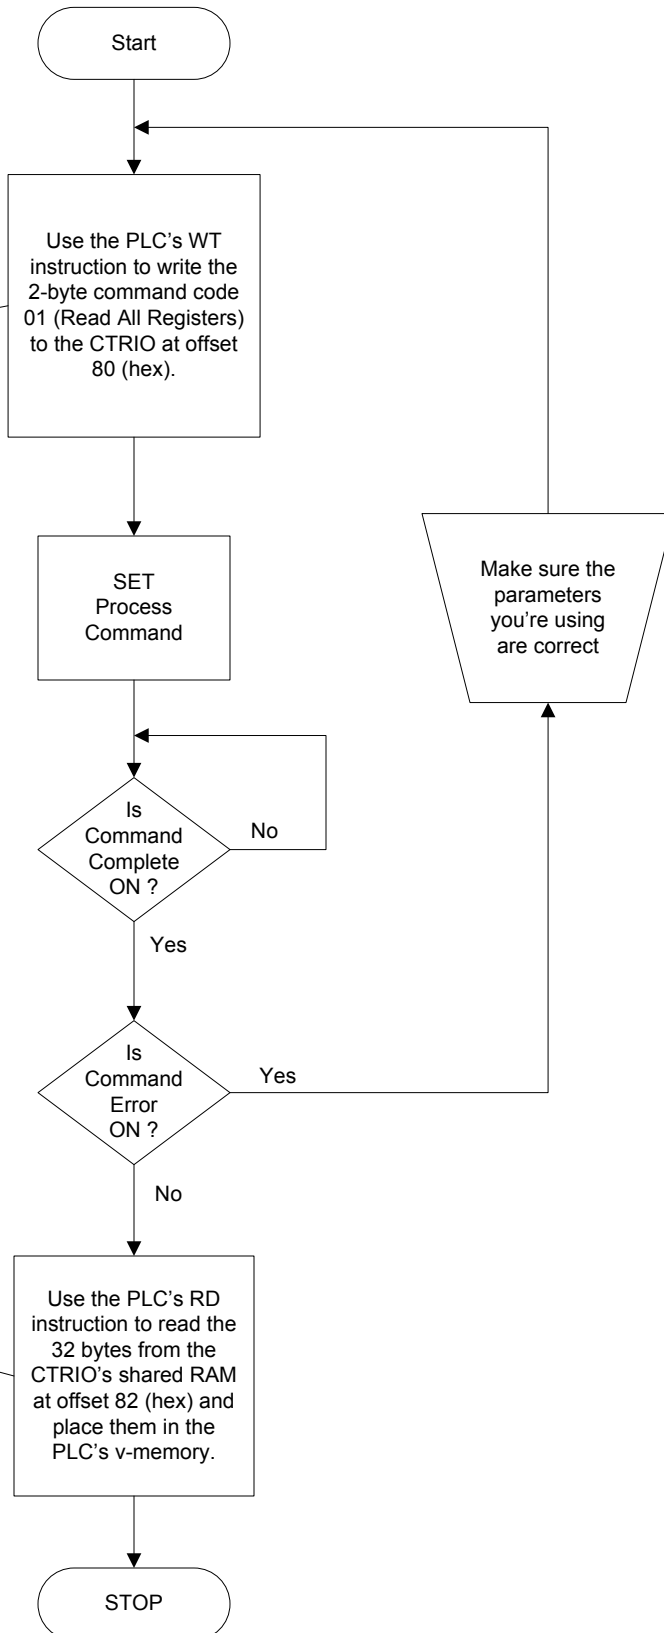 Start
Use the PLC's WT
instruction to write the
2-byte command code
01 (Read All Registers)
to the CTRIO at offset
80 (hex).
SET
Process
Command
Make sure the
parameters
you're using
are correct
Is
Command
Complete
ON ?
No
Yes
Is
Command
Error
ON ?
Yes
No
Use the PLC's RD
instruction to read the
32 bytes from the
CTRIO's shared RAM
at offset 82 (hex) and
place them in the
PLC's v-memory.
STOP